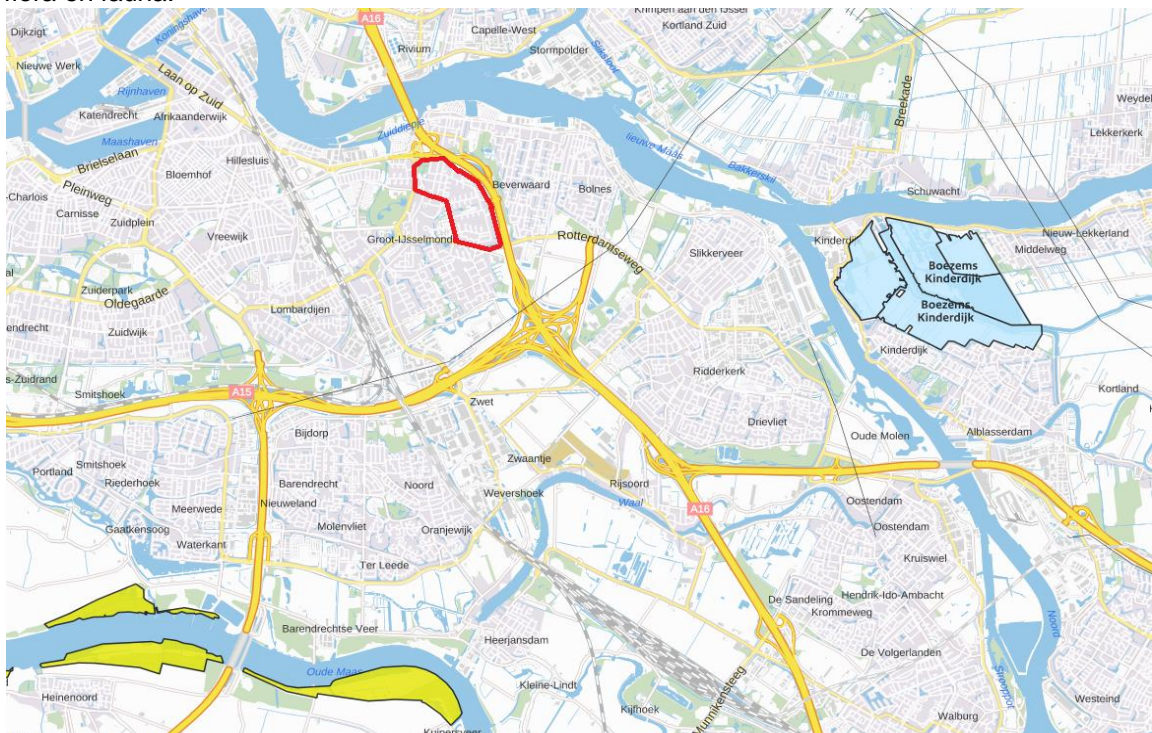 flora en fauna.
A16
Krimpen aan den IJssel
Kortland Zuid
Dijkzigt
Koningshaven
Rivium
Capelle-West
Stormpolder
Nieuwe Werk
Laan op Zuid
Rijnhaven
Katendrecht
Afrikaanderwijk
Breekade
Zuiddiepje
Maashaven
Brielselaan
Hillesluis
Lekkerkerk
Bakkerskil
Bloemhof
Pleinweg
Beverwaard
Bolnes
Schuwacht
-Charlois
Carnisse
Zuidplein
Vreewijk
Groot-IJsselmonde
Rotterdamseweg
Nieuw-Lekkerland
Middelweg
Slikkerveer
Boezems
Kinderdijk
Zuiderpark
Oldegaarde
Boezems
Kinderdijk
Zuidwijk
Lombardijen
Kinderdijk
Ridderkerk
s-Zuidrand
Smitshoek
A15
Zwet
Kortland
Drievliet
Bijdorp
Oude Molen
Alblasserdam
Portland
Smitshoek
Zwaantje
Riederhoek
Barendrecht
Noord
Wevershoek
Rijsoord
Meerwede
Nieuweland
Waal
A16
Oostendam
Gaatkensoog
Molenvliet
Oranjewijk
Oostendam
Waterkant
Kruiswiel
Ter Leede
De Sandeling
Hendrik-Ido-Ambacht
Krommeweg
Noord
Barendrechtse Veer
Heerjansdam
De Volgerlanden
Oude Maas
Munnikensteeg
Heinenoord
Kleine-Lindt
Kijfhoek
Westeind
Walburg